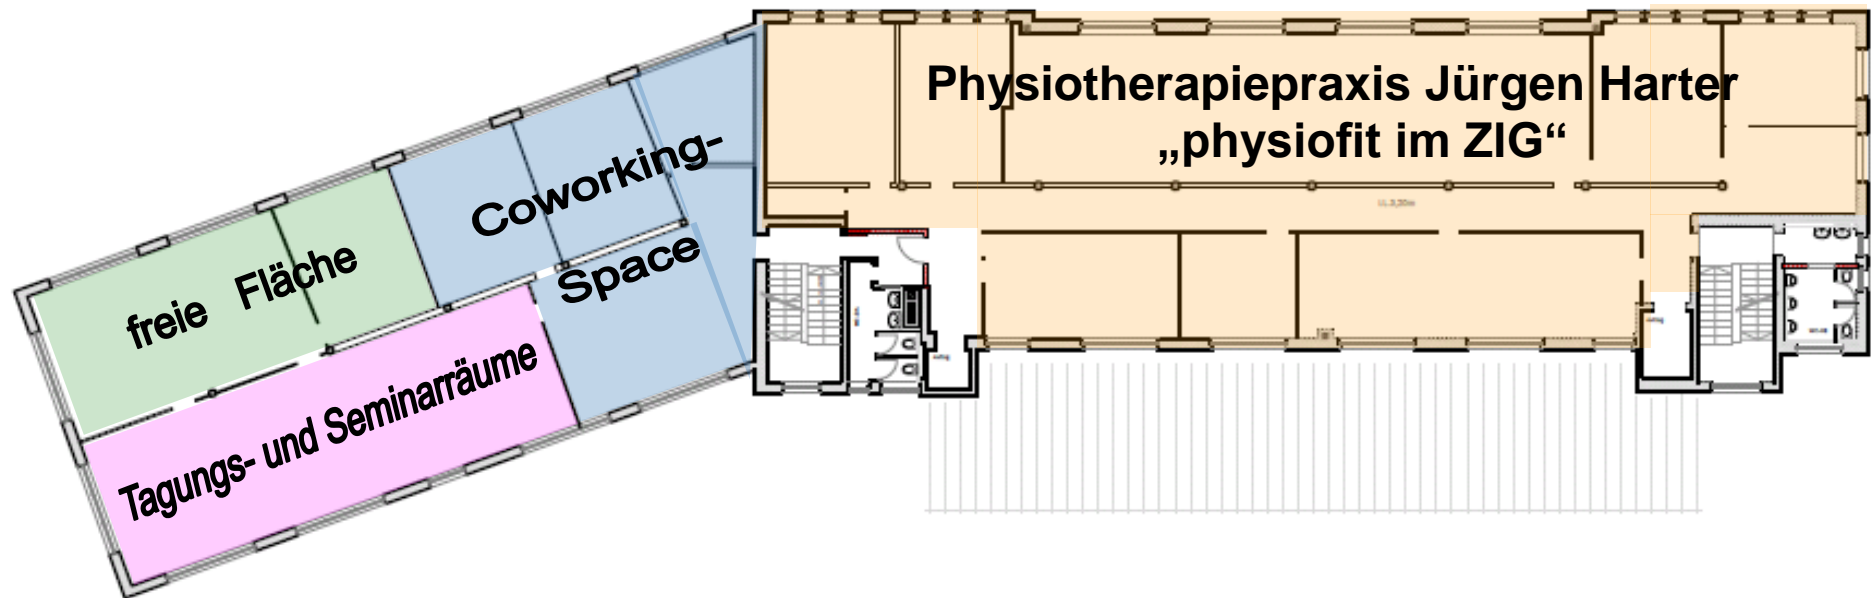 Physiotherapiepraxis Jürgen Harter
„physiofit im ZIG“
Coworking-
Space
freie Fläche
Tagungs- und Seminarräume